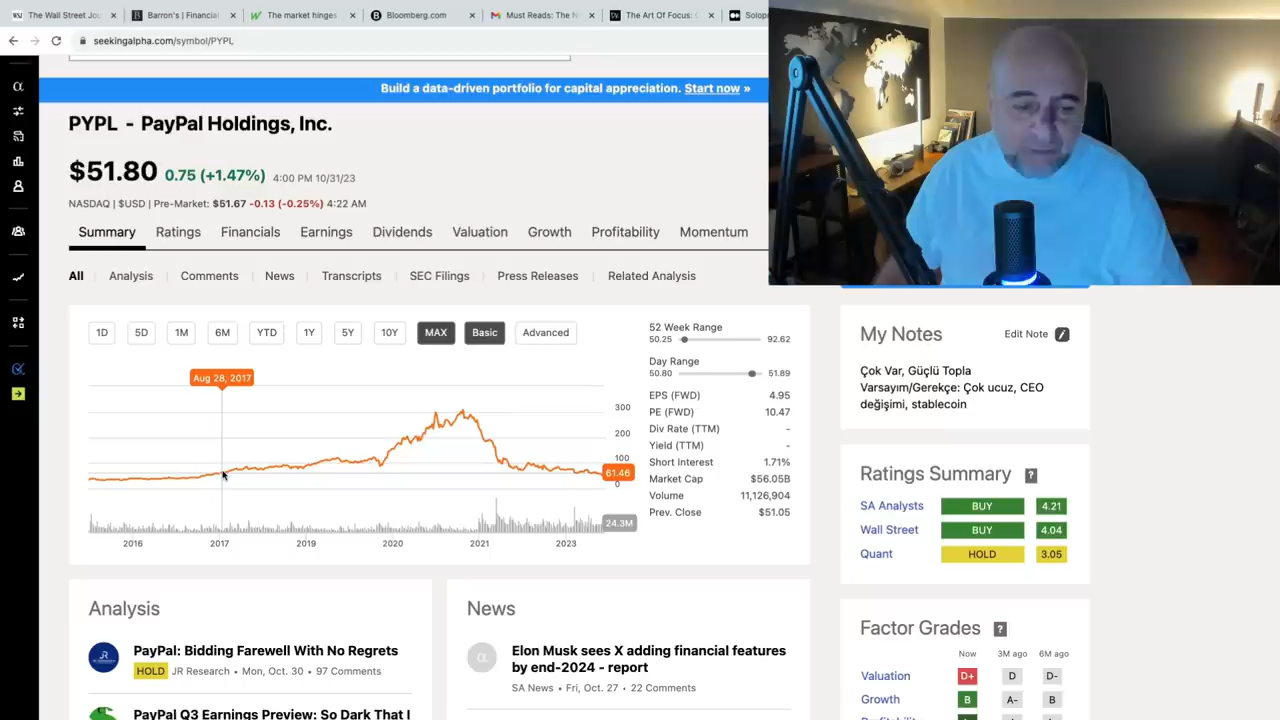 The Wall Street Jou
Barron's | Financial
The market hinges
Bloomberg.com
Must Reads: The N
The Art Of Focus:
Solopr
seekingalpha.com/symbol/PYPL
Build a data-driven portfolio for capital appreciation. Start now »
PYPL - PayPal Holdings, Inc.
$51.80 0.75 (+1.47%) 4:00 PM 10/31/23
NASDAQ | $USD | Pre-Market: $51.67 -0.13 (-0.25%) 4:22 AM
Summary Ratings Financials Earnings Dividends Valuation Growth Profitability Momentum
All Analysis Comments News Transcripts SEC Filings Press Releases Related Analysis
1D 5D 1M 6M YTD 1Y 5Y 10Y MAX Basic Advanced
Aug 28, 2017
300
200
100
61.46
0
24.3M
2016 2017 2019 2020 2021 2023
52 Week Range
50.25 92.62
Day Range
50.80 51.89
EPS (FWD) 4.95
PE (FWD) 10.47
Div Rate (TTM) -
Yield (TTM) -
Short Interest 1.71%
Market Cap $56.05B
Volume 11,126,904
Prev. Close $51.05
My Notes Edit Note
Çok Var, Güçlü Topla
Varsayım/Gerekçe: Çok ucuz, CEO
değişimi, stablecoin
Ratings Summary ?
SA Analysts BUY 4.21
Wall Street BUY 4.04
Quant HOLD 3.05
Factor Grades ?
Now 3M ago 6M ago
Valuation D+ D D-
Growth B A- B
Analysis
PayPal: Bidding Farewell With No Regrets
HOLD JR Research • Mon, Oct. 30 • 97 Comments
PayPal Q3 Earnings Preview: So Dark That I
News
Elon Musk sees X adding financial features
by end-2024 - report
SA News • Fri, Oct. 27 • 22 Comments